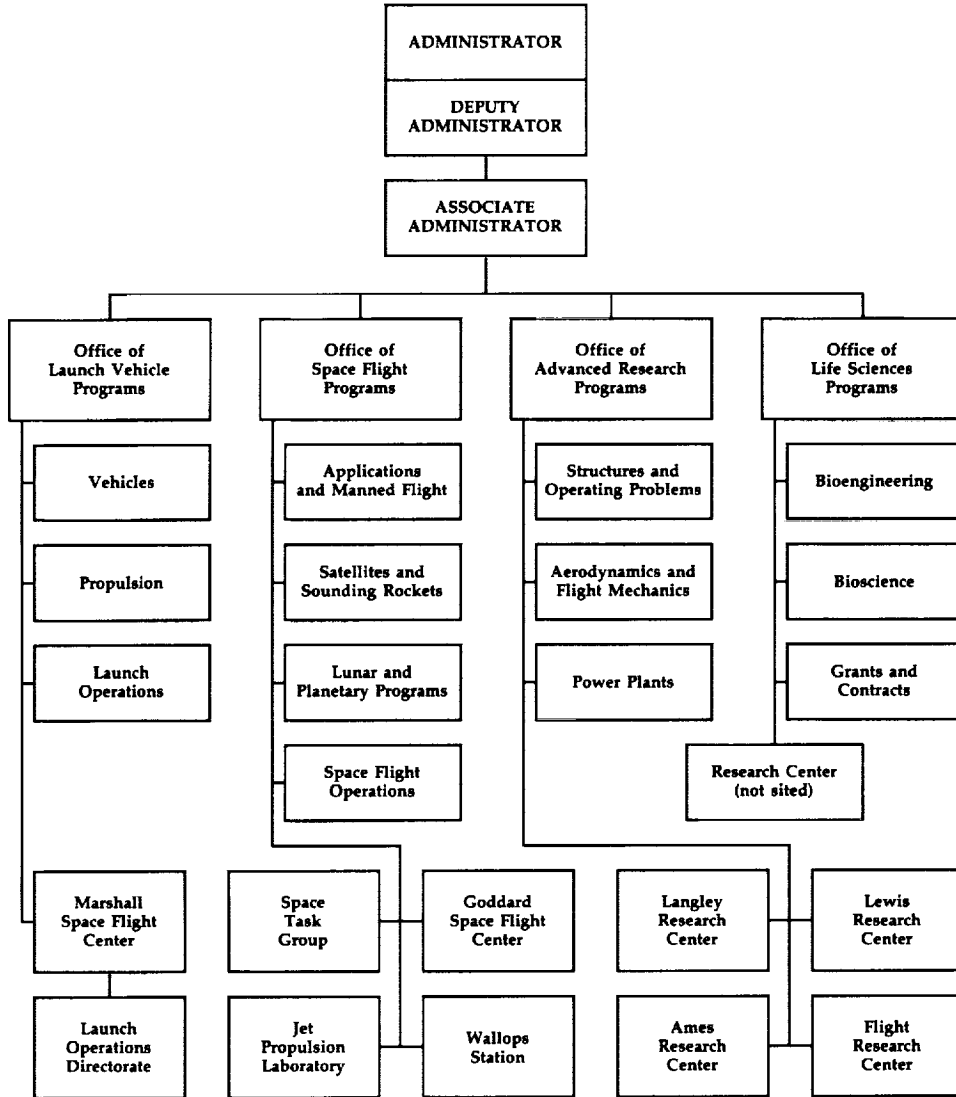 ADMINISTRATOR
DEPUTY
ADMINISTRATOR
ASSOCIATE
ADMINISTRATOR
Office of
Launch Vehicle
Programs
Office of
Space Flight
Programs
Office of
Advanced Research
Programs
Office of
Life Sciences
Programs
Vehicles
Applications
and Manned Flight
Structures and
Operating Problems
Bioengineering
Propulsion
Satellites and
Sounding Rockets
Aerodynamics and
Flight Mechanics
Bioscience
Launch
Operations
Lunar and
Planetary Programs
Power Plants
Grants and
Contracts
Space Flight
Operations
Research Center
(not sited)
Marshall
Space Flight
Center
Space
Task
Group
Goddard
Space Flight
Center
Langley
Research
Center
Lewis
Research
Center
Launch
Operations
Directorate
Jet
Propulsion
Laboratory
Wallops
Station
Ames
Research
Center
Flight
Research
Center